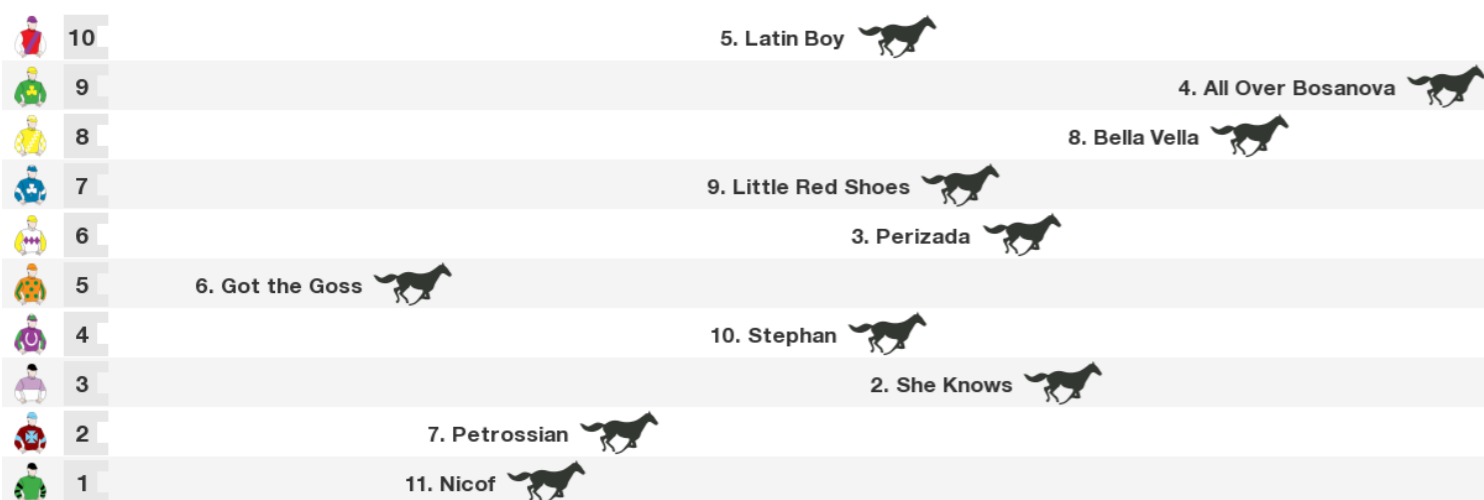 10 5. Latin Boy
9 4. All Over Bosanova
8 8. Bella Vella
7 9. Little Red Shoes
6 3. Perizada
5 6. Got the Goss
4 10. Stephan
3 2. She Knows
2 7. Petrossian
1 11. Nicof